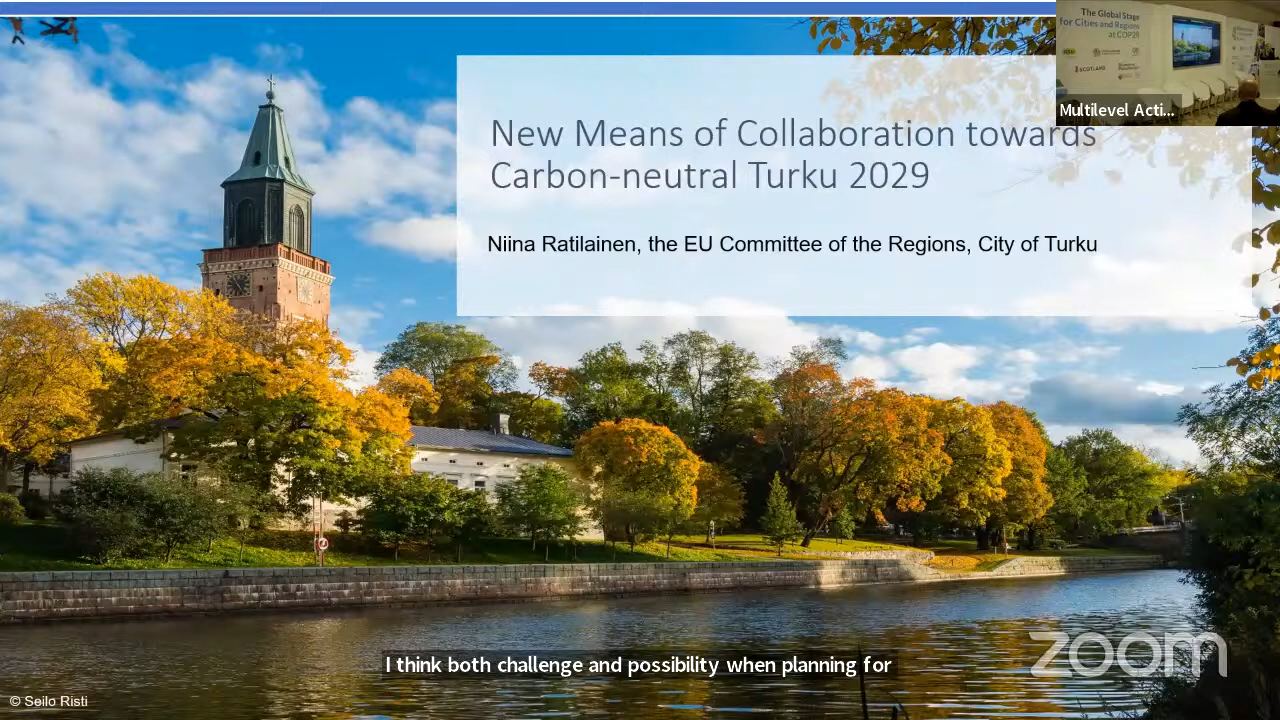 The Global Stage
for Cities and Regions
at COP29
SCOTLAND
Multilevel Acti...
New Means of Collaboration towards
Carbon-neutral Turku 2029
Niina Ratilainen, the EU Committee of the Regions, City of Turku
I think both challenge and possibility when planning for
zoom
© Seilo Risti